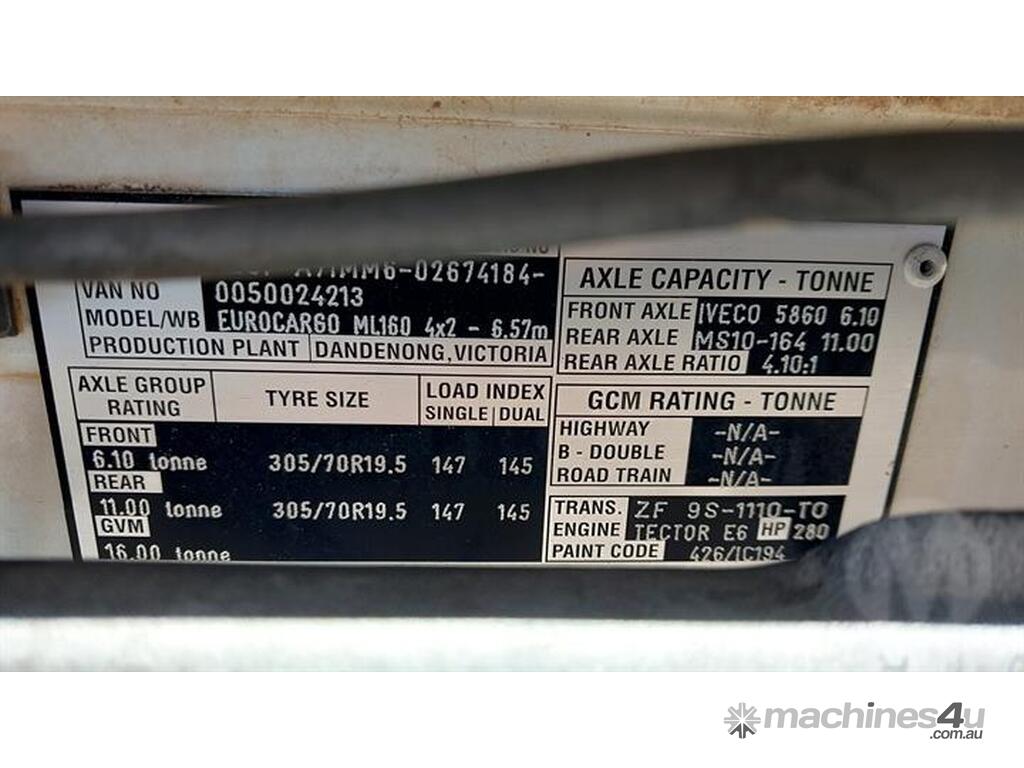 A71MM6-02674184-
VAN NO 0050024213
MODEL/WB EUROCARGO ML160 4x2 - 6.57m
PRODUCTION PLANT DANDENONG, VICTORIA
AXLE GROUP RATING TYRE SIZE LOAD INDEX
SINGLE DUAL
FRONT
6.10 tonne 305/70R19.5 147 145
REAR
11.00 tonne 305/70R19.5 147 145
GVM
16.00 tonne
AXLE CAPACITY - TONNE
FRONT AXLE IVECO 5860 6.10
REAR AXLE MS10-164 11.00
REAR AXLE RATIO 4.10:1
GCM RATING - TONNE
HIGHWAY -N/A-
B - DOUBLE -N/A-
ROAD TRAIN -N/A-
TRANS. ZF 9S-1110-TO
ENGINE TECTOR E6 HP 280
PAINT CODE 426/IC194
machines4u
.com.au